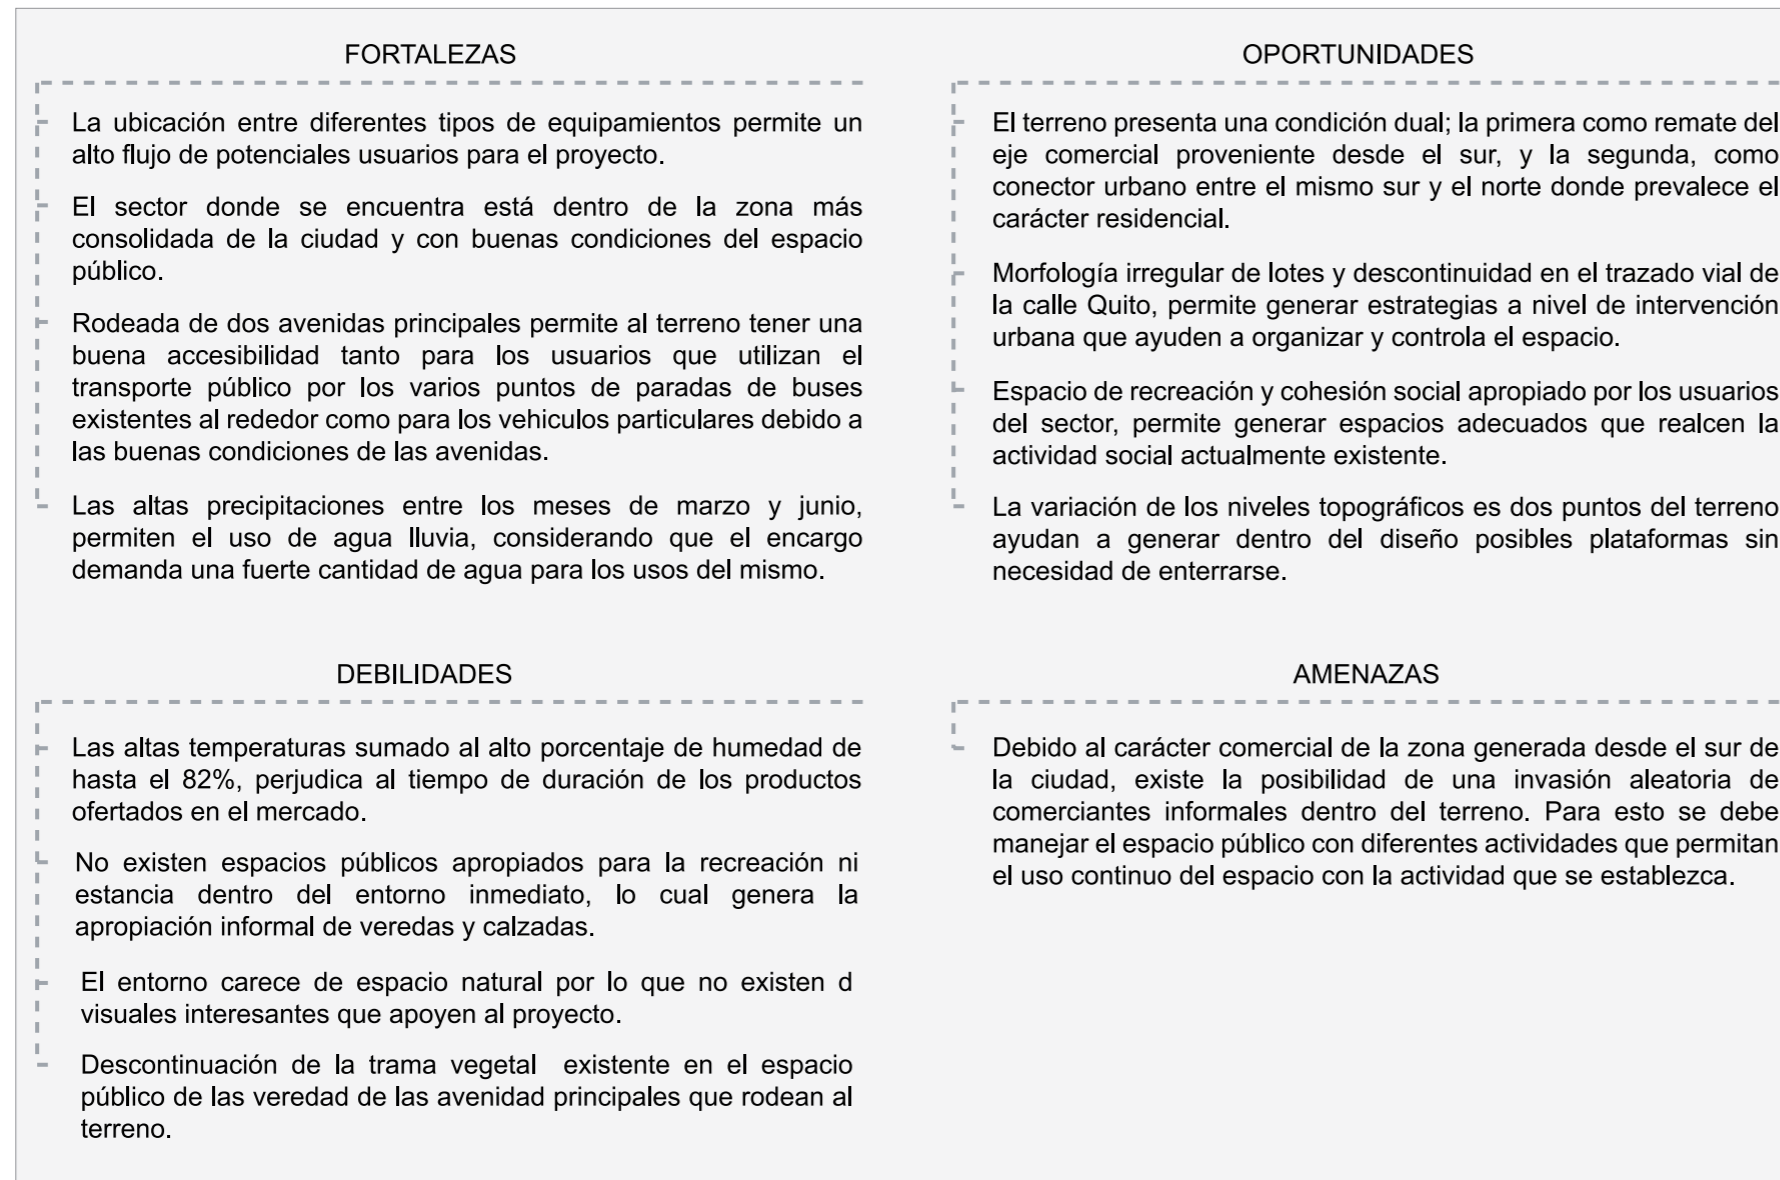 FORTALEZAS
La ubicación entre diferentes tipos de equipamientos permite un
alto flujo de potenciales usuarios para el proyecto.
El sector donde se encuentra está dentro de la zona más
consolidada de la ciudad y con buenas condiciones del espacio
público.
Rodeada de dos avenidas principales permite al terreno tener una
buena accesibilidad tanto para los usuarios que utilizan el
transporte público por los varios puntos de paradas de buses
existentes al rededor como para los vehiculos particulares debido a
las buenas condiciones de las avenidas.
Las altas precipitaciones entre los meses de marzo y junio,
permiten el uso de agua lluvia, considerando que el encargo
demanda una fuerte cantidad de agua para los usos del mismo.
OPORTUNIDADES
El terreno presenta una condición dual; la primera como remate del
eje comercial proveniente desde el sur, y la segunda, como
conector urbano entre el mismo sur y el norte donde prevalece el
carácter residencial.
Morfología irregular de lotes y descontinuidad en el trazado vial de
la calle Quito, permite generar estrategias a nivel de intervención
urbana que ayuden a organizar y controla el espacio.
Espacio de recreación y cohesión social apropiado por los usuarios
del sector, permite generar espacios adecuados que realcen la
actividad social actualmente existente.
La variación de los niveles topográficos es dos puntos del terreno
ayudan a generar dentro del diseño posibles plataformas sin
necesidad de enterrarse.
DEBILIDADES
Las altas temperaturas sumado al alto porcentaje de humedad de
hasta el 82%, perjudica al tiempo de duración de los productos
ofertados en el mercado.
No existen espacios públicos apropiados para la recreación ni
estancia dentro del entorno inmediato, lo cual genera la
apropiación informal de veredas y calzadas.
El entorno carece de espacio natural por lo que no existen d
visuales interesantes que apoyen al proyecto.
Descontinuación de la trama vegetal existente en el espacio
público de las veredad de las avenidad principales que rodean al
terreno.
AMENAZAS
Debido al carácter comercial de la zona generada desde el sur de
la ciudad, existe la posibilidad de una invasión aleatoria de
comerciantes informales dentro del terreno. Para esto se debe
manejar el espacio público con diferentes actividades que permitan
el uso continuo del espacio con la actividad que se establezca.